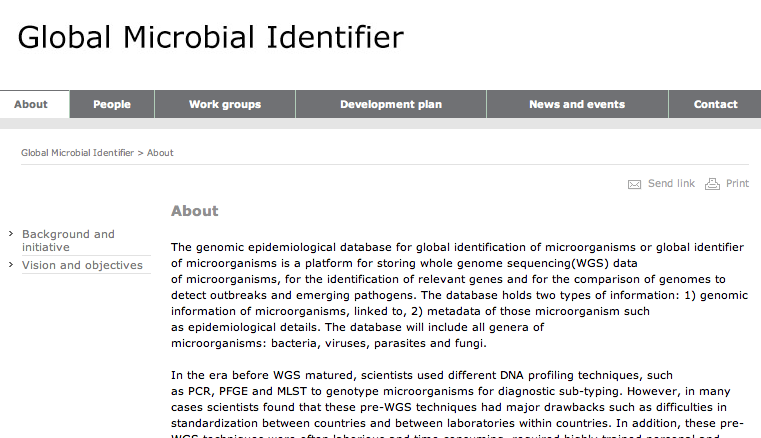 Global Microbial Identifier
About People Work groups Development plan News and events Contact
Global Microbial Identifier > About
Send link Print
About
Background and
initiative
Vision and objectives
The genomic epidemiological database for global identification of microorganisms or global identifier
of microorganisms is a platform for storing whole genome sequencing(WGS) data
of microorganisms, for the identification of relevant genes and for the comparison of genomes to
detect outbreaks and emerging pathogens. The database holds two types of information: 1) genomic
information of microorganisms, linked to, 2) metadata of those microorganism such
as epidemiological details. The database will include all genera of
microorganisms: bacteria, viruses, parasites and fungi.
In the era before WGS matured, scientists used different DNA profiling techniques, such
as PCR, PFGE and MLST to genotype microorganisms for diagnostic sub-typing. However, in many
cases scientists found that these pre-WGS techniques had major drawbacks such as difficulties in
standardization between countries and between laboratories within countries. In addition, these pre-
WGS techniques were often laborious and time-consuming, required highly trained personal and